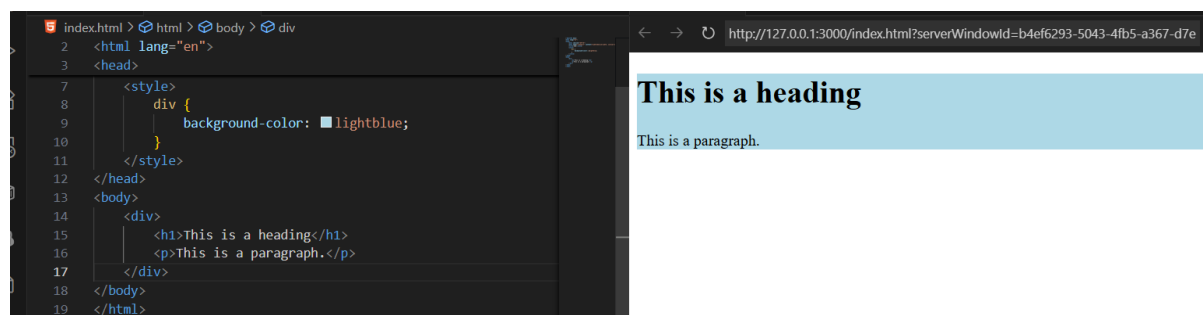 index.html > html > body > div
2 <html lang="en">
3 <head>
7 <style>
8 div {
9 background-color: lightblue;
10 }
11 </style>
12 </head>
13 <body>
14 <div>
15 <h1>This is a heading</h1>
16 <p>This is a paragraph.</p>
17 </div>
18 </body>
19 </html>
http://127.0.0.1:3000/index.html?serverWindowId=b4ef6293-5043-4fb5-a367-d7e
This is a heading
This is a paragraph.